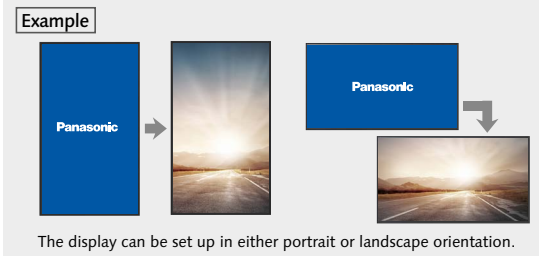 Example
Panasonic
Panasonic
The display can be set up in either portrait or landscape orientation.